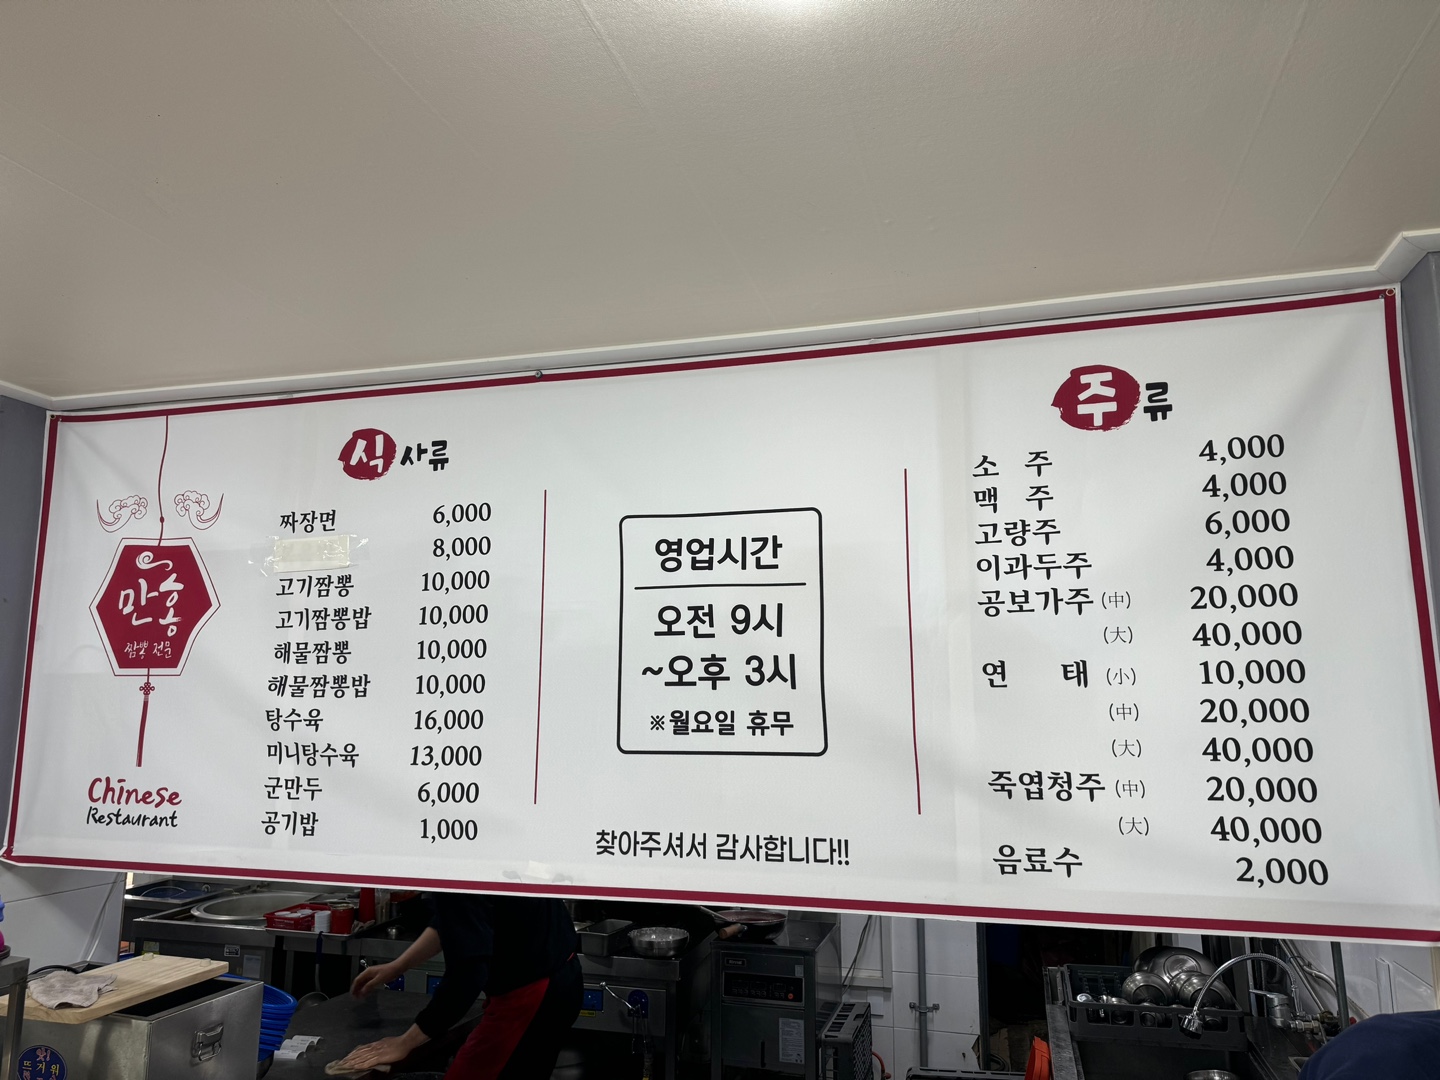 만홍
짬뽕 전문
Chinese
Restaurant
식사류
짜장면 6,000
8,000
고기짬뽕 10,000
고기짬뽕밥 10,000
해물짬뽕 10,000
해물짬뽕밥 10,000
탕수육 16,000
미니탕수육 13,000
군만두 6,000
공기밥 1,000
영업시간
오전 9시
~오후 3시
※월요일 휴무
찾아주셔서 감사합니다!!
주류
소 주 4,000
맥 주 4,000
고량주 6,000
이과두주 4,000
공보가주 (中) 20,000
(大) 40,000
연 태 (小) 10,000
(中) 20,000
(大) 40,000
죽엽청주 (中) 20,000
(大) 40,000
음료수 2,000
뜨거워